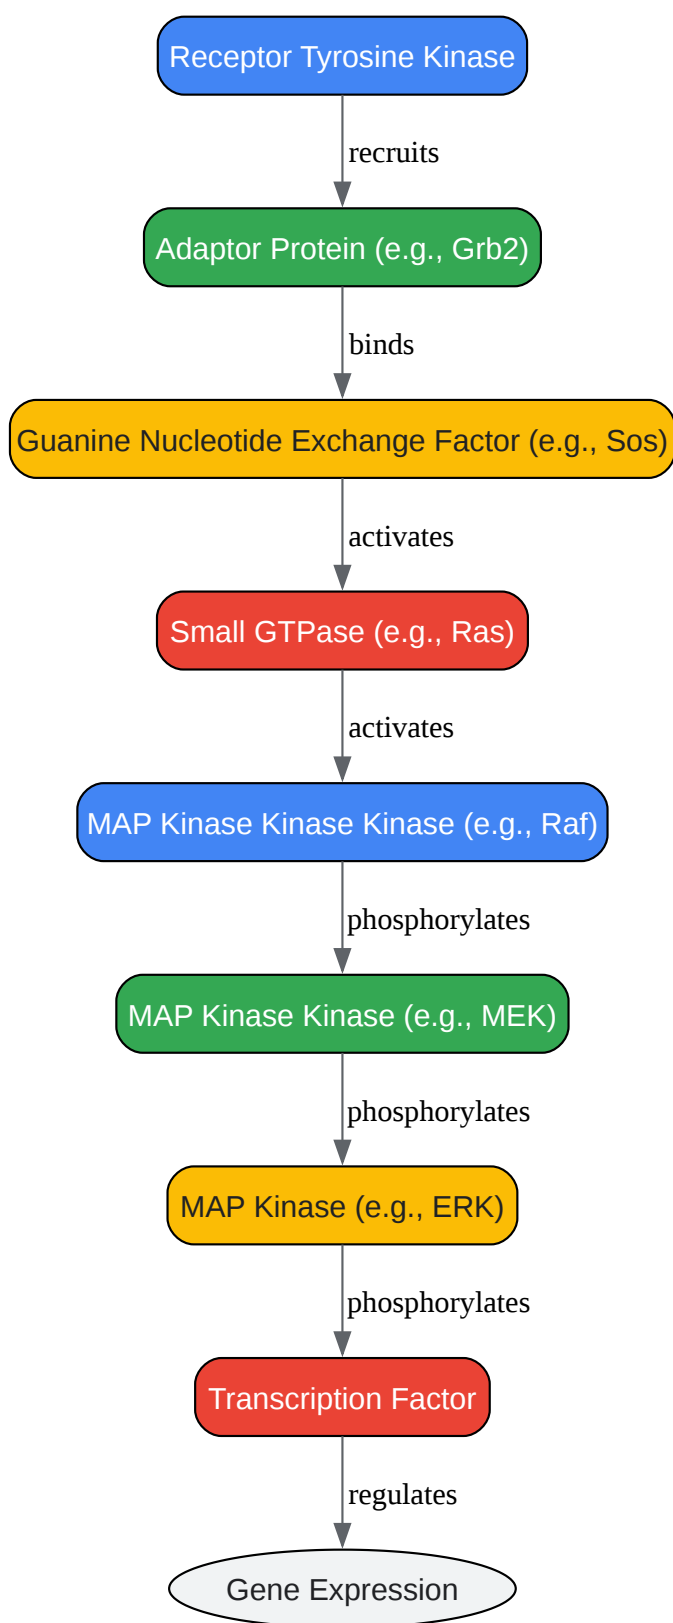 Receptor Tyrosine Kinase
recruits
Adaptor Protein (e.g., Grb2)
binds
Guanine Nucleotide Exchange Factor (e.g., Sos)
activates
Small GTPase (e.g., Ras)
activates
MAP Kinase Kinase Kinase (e.g., Raf)
phosphorylates
MAP Kinase Kinase (e.g., MEK)
phosphorylates
MAP Kinase (e.g., ERK)
phosphorylates
Transcription Factor
regulates
Gene Expression